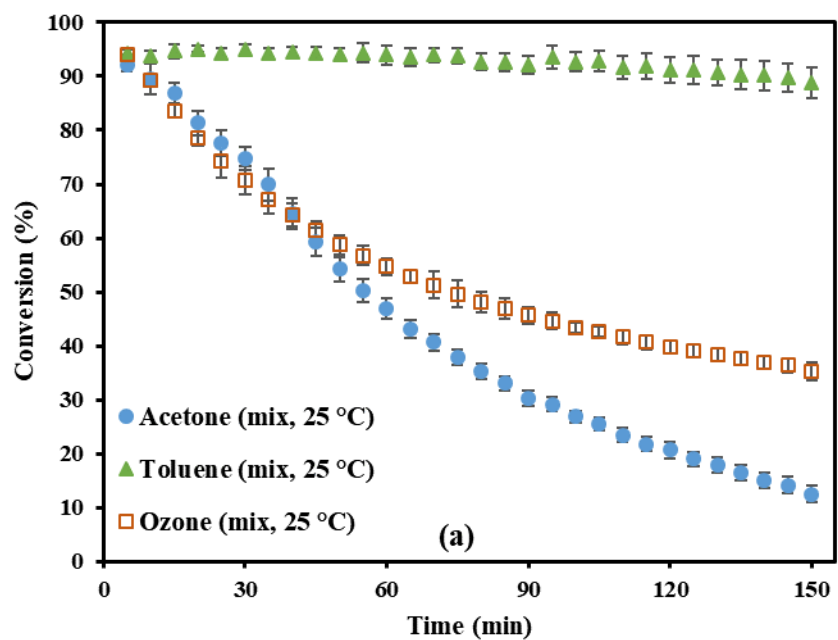 100
90
80
70
60
50
40
30
20
10
0
Conversion (%)
Acetone (mix, 25 °C)
Toluene (mix, 25 °C)
Ozone (mix, 25 °C)
(a)
0 30 60 90 120 150
Time (min)